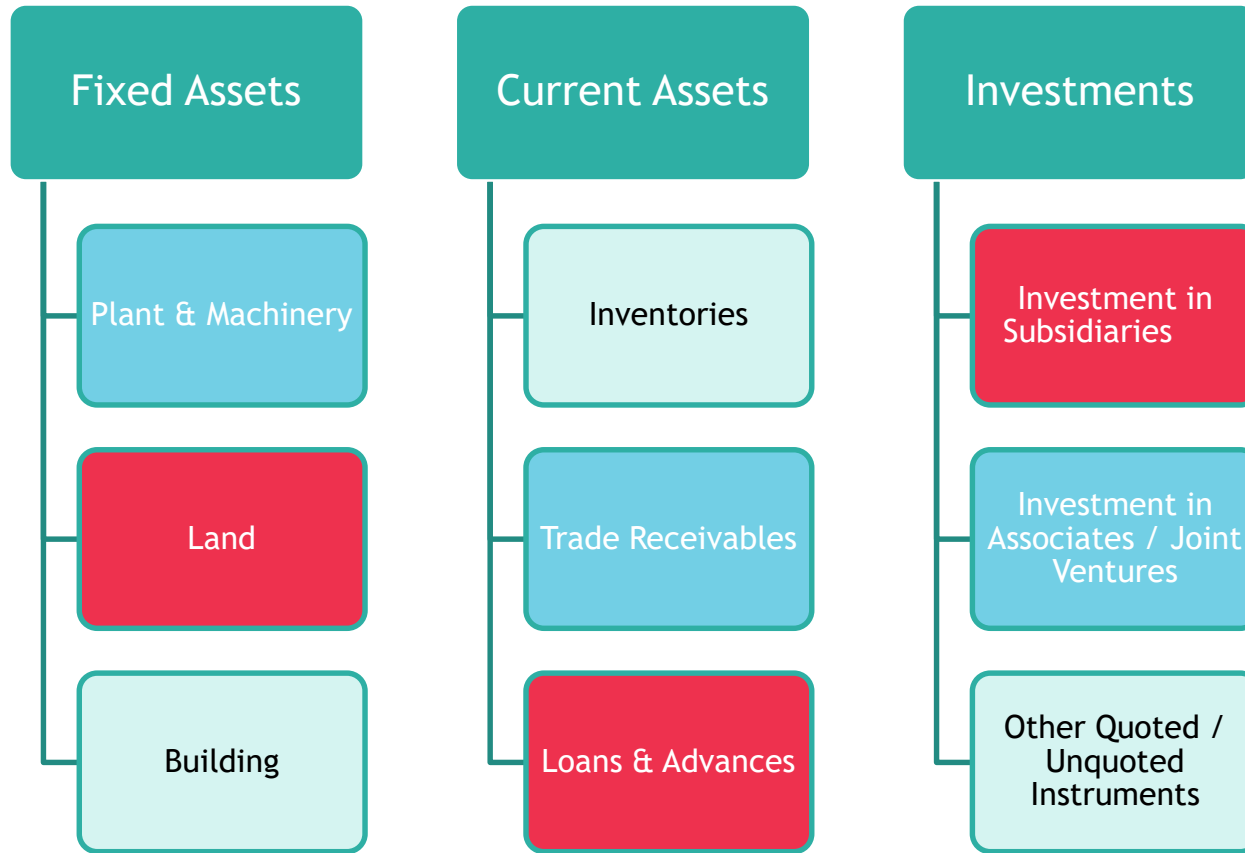 Fixed Assets
Plant & Machinery
Land
Building
Current Assets
Inventories
Trade Receivables
Loans & Advances
Investments
Investment in
Subsidiaries
Investment in
Associates / Joint
Ventures
Other Quoted /
Unquoted
Instruments